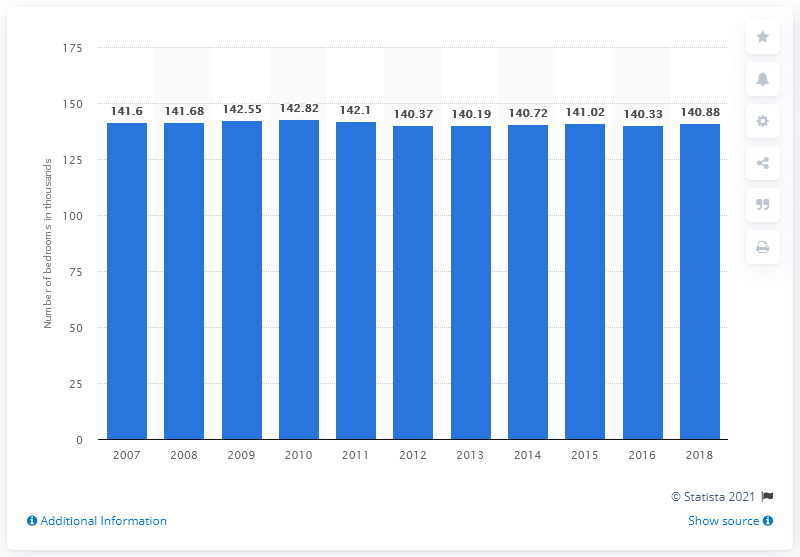 175
150
125
100
75
50
25
0
Number of bedrooms in thousands
141.6 141.68 142.55 142.82 142.1 140.37 140.19 140.72 141.02 140.33 140.88
2007 2008 2009 2010 2011 2012 2013 2014 2015 2016 2018
© Statista 2021
Additional Information Show source